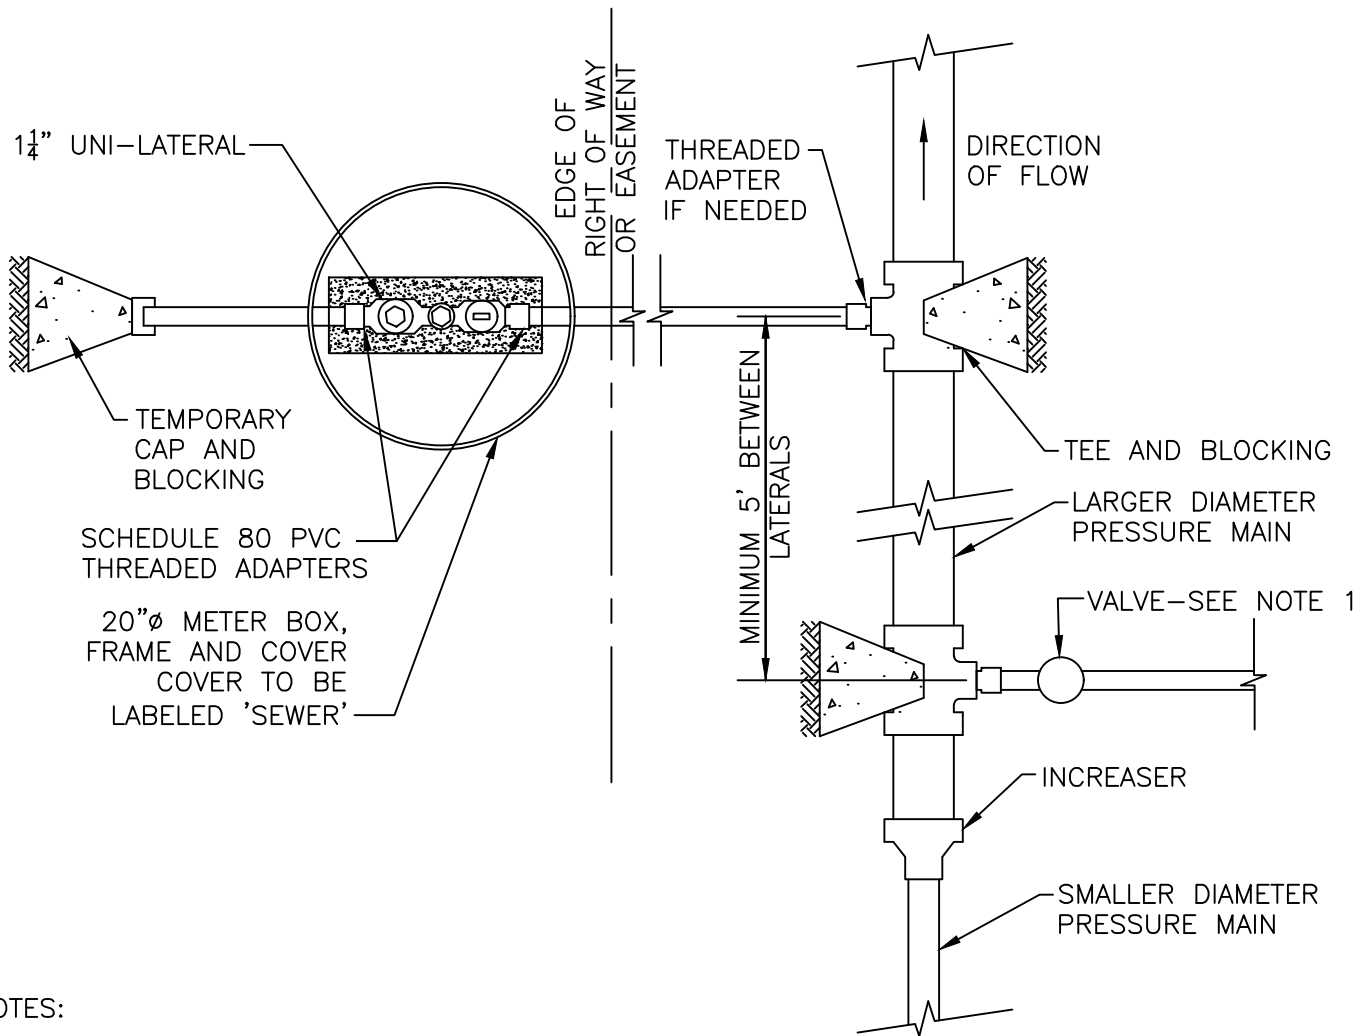 1¼" UNI-LATERAL
EDGE OF
RIGHT OF WAY
OR EASEMENT
THREADED
ADAPTER
IF NEEDED
DIRECTION
OF FLOW
TEMPORARY
CAP AND
BLOCKING
MINIMUM 5' BETWEEN
LATERALS
TEE AND BLOCKING
LARGER DIAMETER
PRESSURE MAIN
SCHEDULE 80 PVC
THREADED ADAPTERS
VALVE-SEE NOTE 1
20"ø METER BOX,
FRAME AND COVER
COVER TO BE
LABELED 'SEWER'
INCREASER
SMALLER DIAMETER
PRESSURE MAIN
OTES: